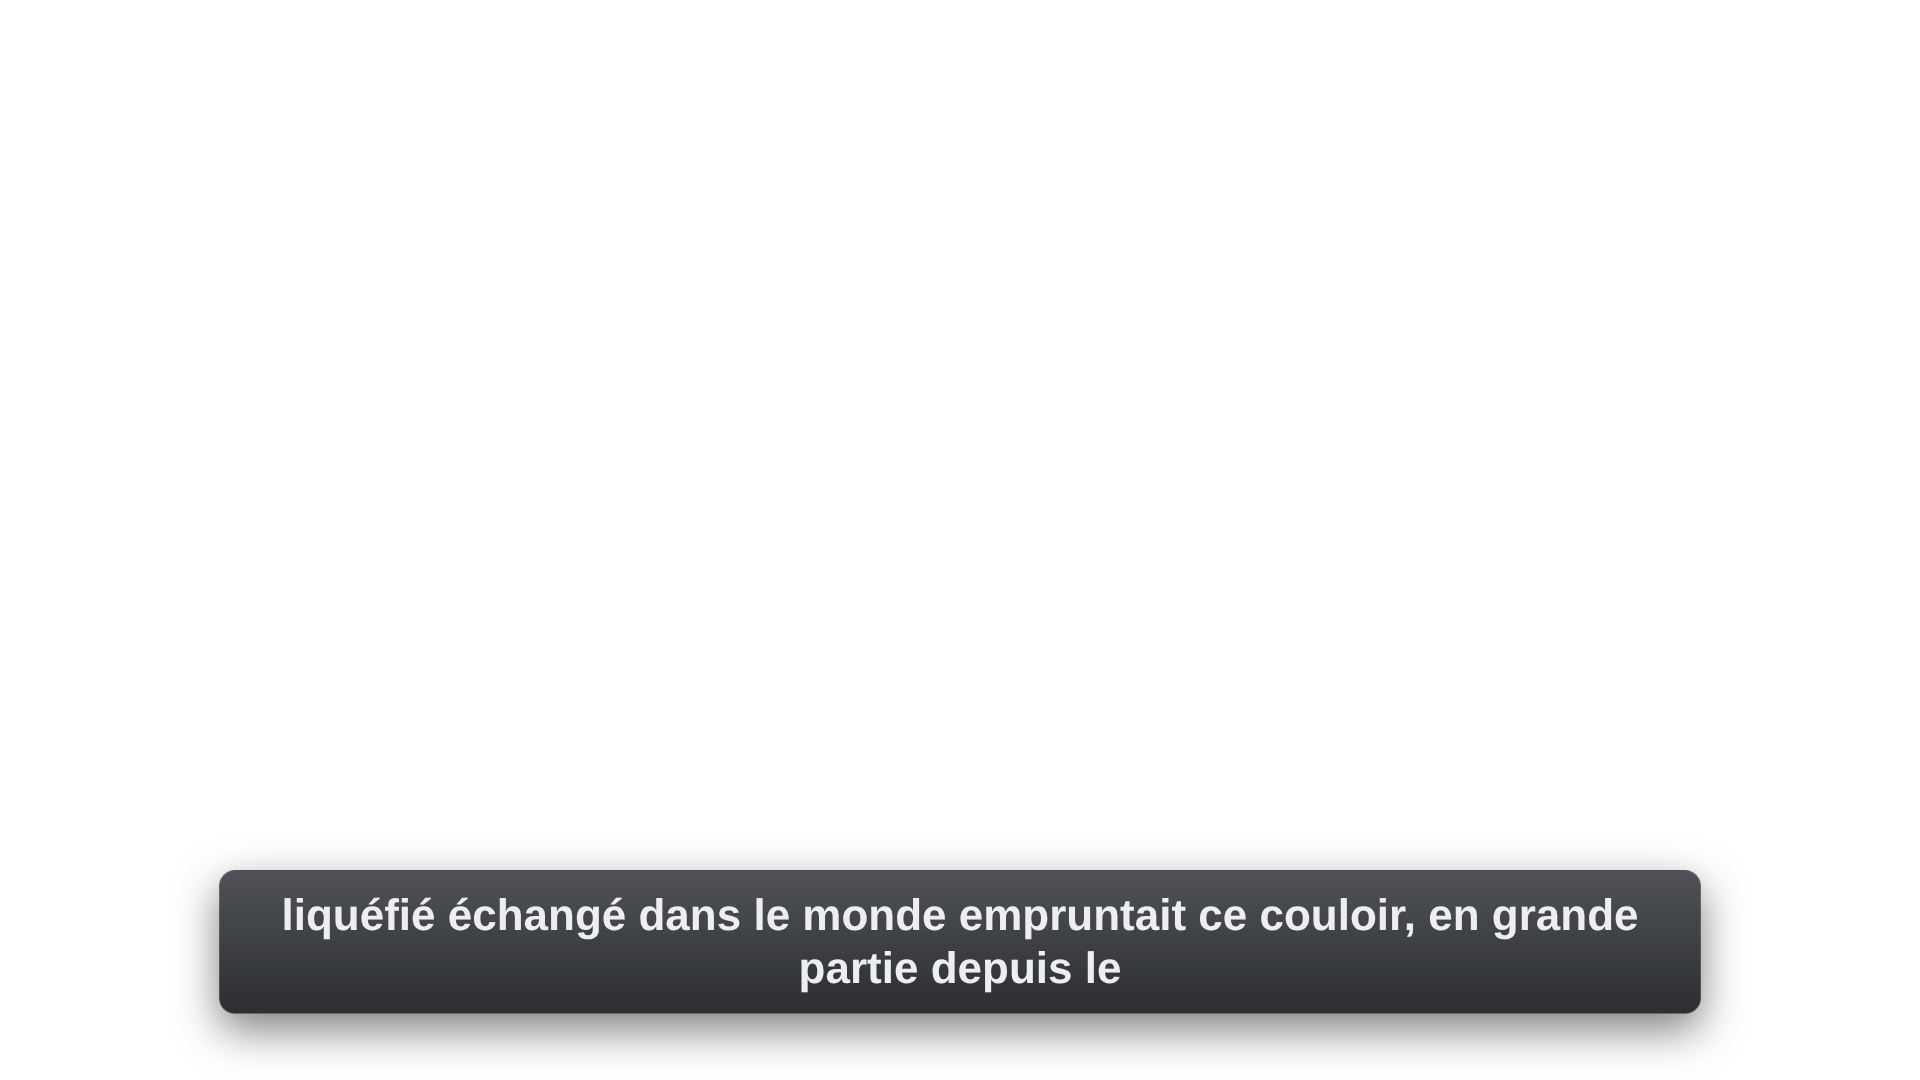 liquéfié échangé dans le monde empruntait ce couloir, en grande
partie depuis le